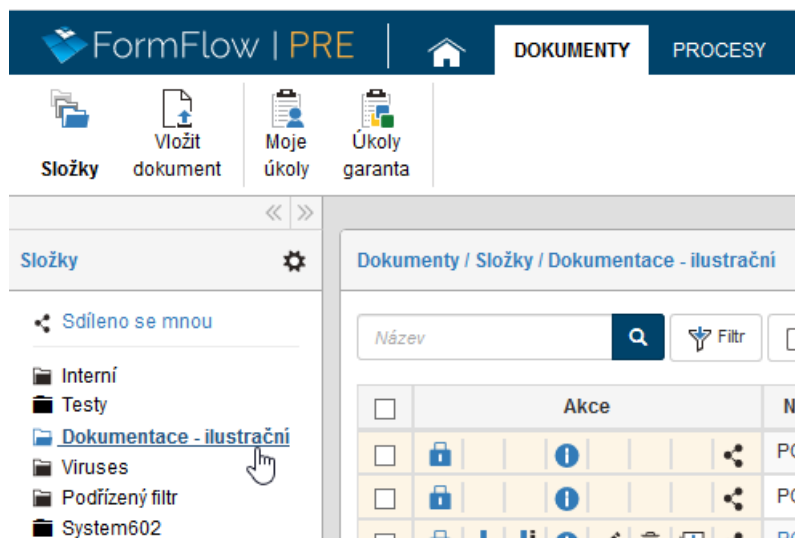 FormFlow | PRE
DOKUMENTY
PROCESY
Složky
Vložit
dokument
Moje
úkoly
Úkoly
garanta
Složky
Sdíleno se mnou
Interní
Testy
Dokumentace - ilustrační
Viruses
Podřízený filtr
System602
Dokumenty / Složky / Dokumentace - ilustrační
Název
Filtr
Akce